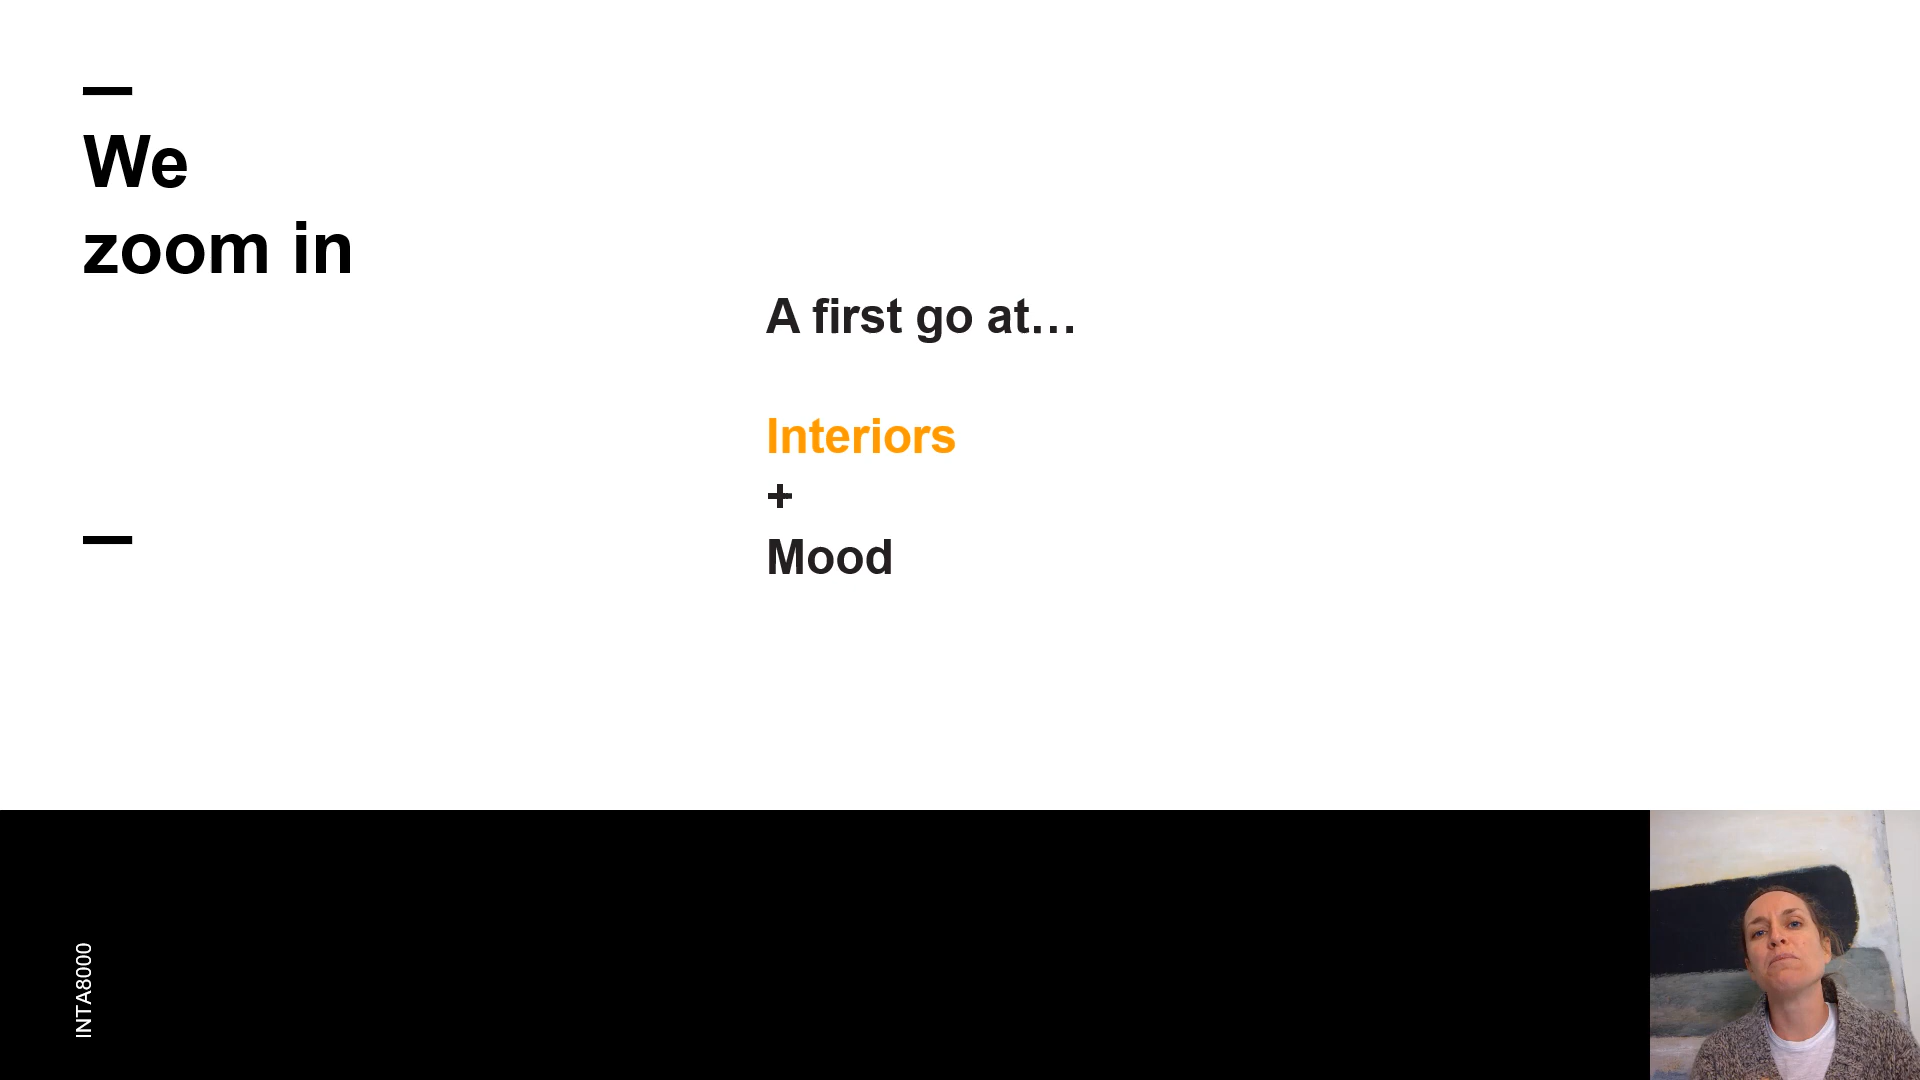 We
zoom in
A first go at…
Interiors
+
Mood
INTA8000